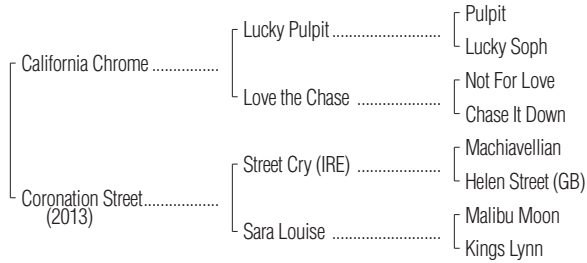 Pulpit
Lucky Pulpit ........................
Lucky Soph
California Chrome ................
Not For Love
Love the Chase ..................
Chase It Down
Machiavellian
Street Cry (IRE) ..................
Helen Street (GB)
Coronation Street.................
(2013)
Malibu Moon
Sara Louise ........................
Kings Lynn